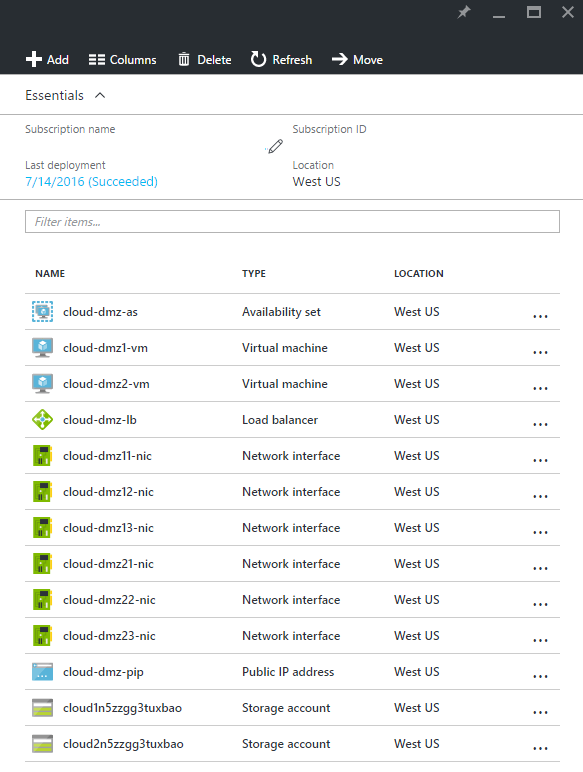 Add Columns Delete Refresh Move
Essentials
Subscription name Subscription ID
Last deployment Location
7/14/2016 (Succeeded) West US
Filter items...
NAME TYPE LOCATION
cloud-dmz-as Availability set West US ...
cloud-dmz1-vm Virtual machine West US ...
cloud-dmz2-vm Virtual machine West US ...
cloud-dmz-lb Load balancer West US ...
cloud-dmz11-nic Network interface West US ...
cloud-dmz12-nic Network interface West US ...
cloud-dmz13-nic Network interface West US ...
cloud-dmz21-nic Network interface West US ...
cloud-dmz22-nic Network interface West US ...
cloud-dmz23-nic Network interface West US ...
cloud-dmz-pip Public IP address West US ...
cloud1n5zzgg3tuxbao Storage account West US ...
cloud2n5zzgg3tuxbao Storage account West US ...